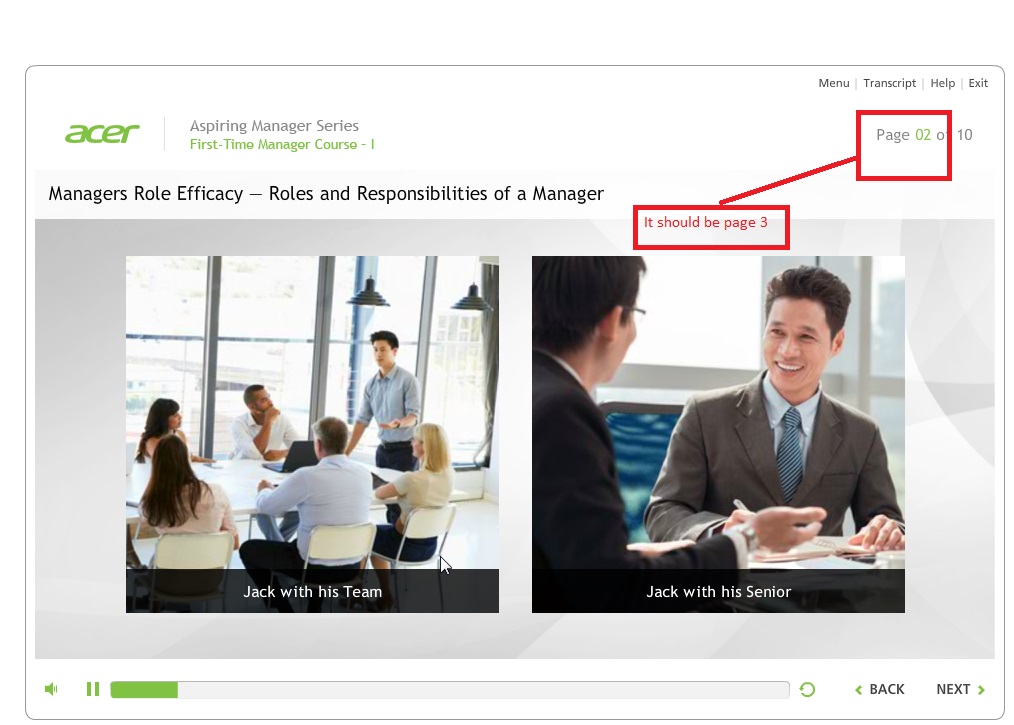 Menu | Transcript | Help | Exit
acer
Aspiring Manager Series
First-Time Manager Course - I
Page 02 of 10
Managers Role Efficacy — Roles and Responsibilities of a Manager
It should be page 3
Jack with his Team
Jack with his Senior
BACK
NEXT